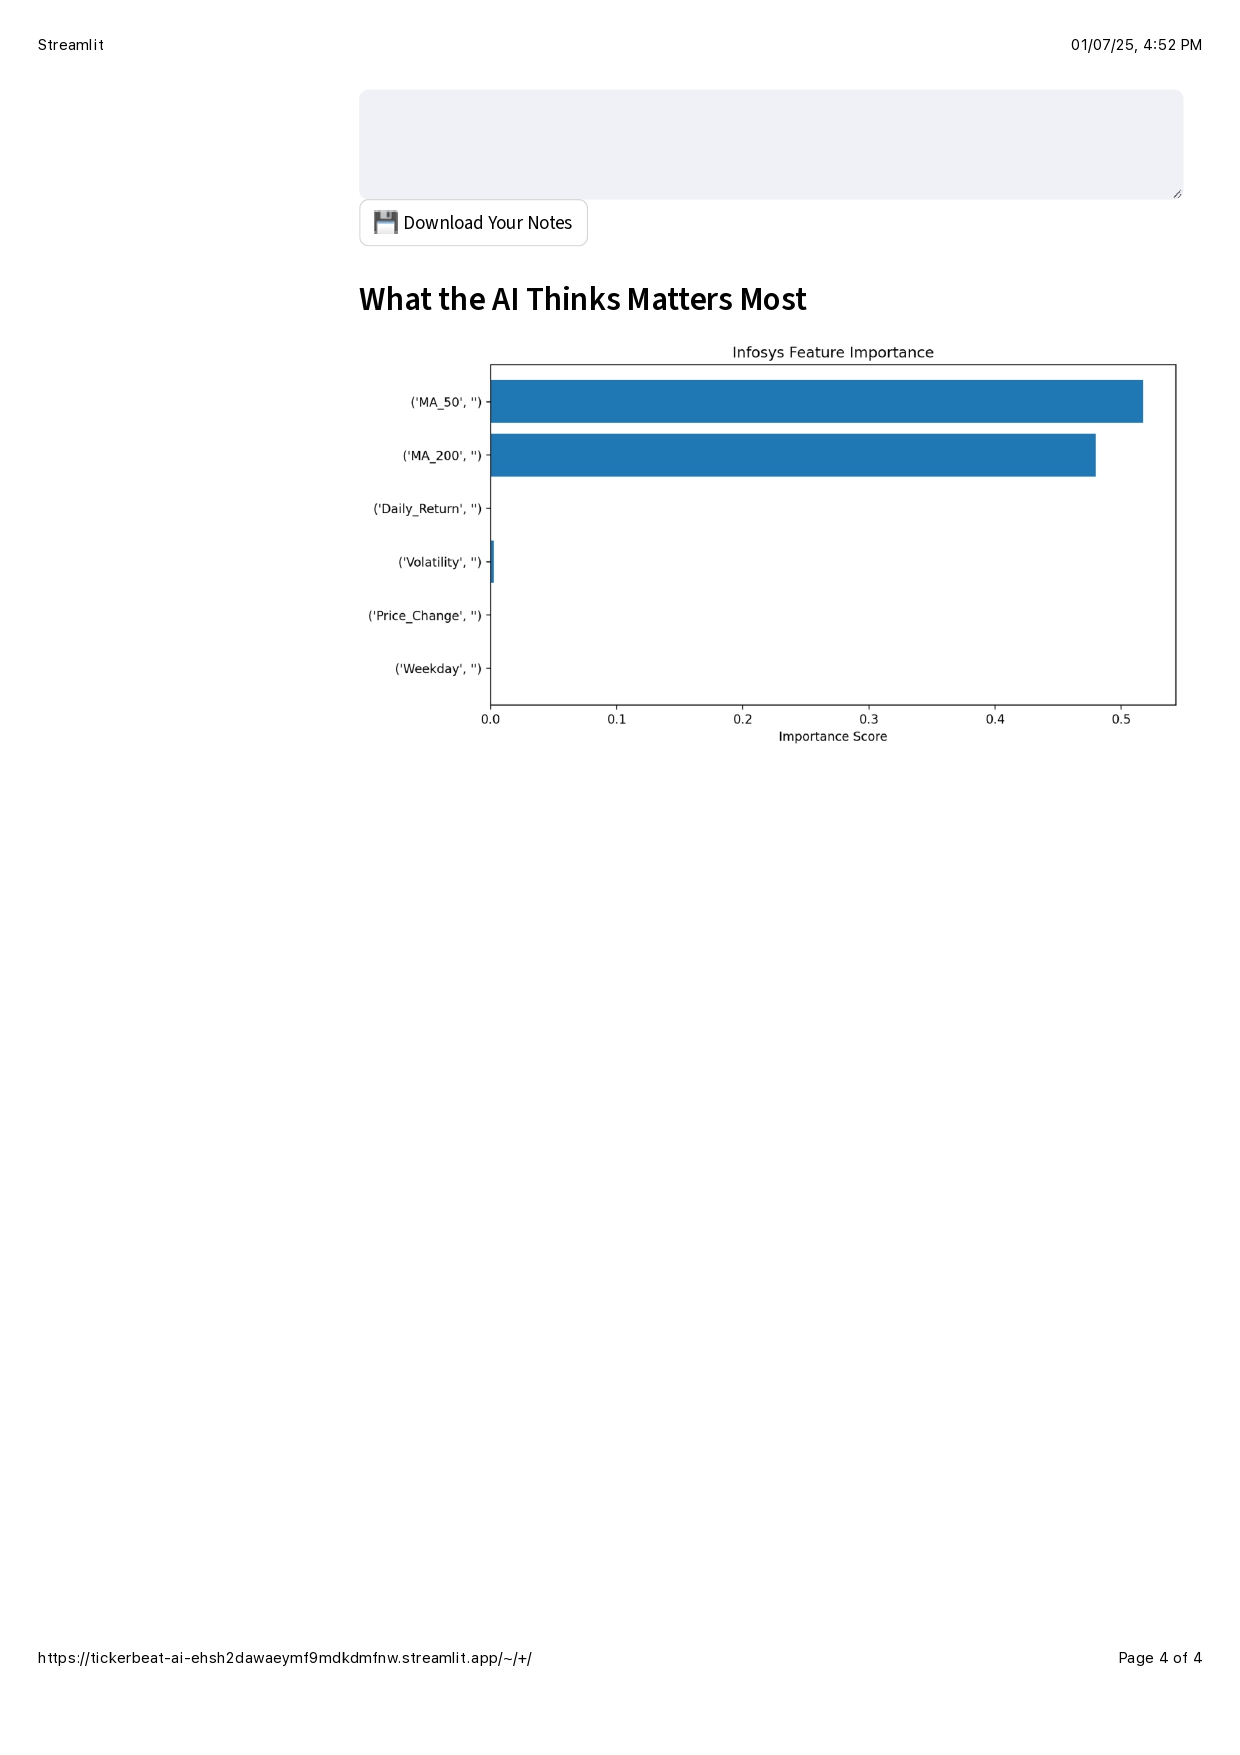 Streamlit 01/07/25, 4:52 PM
💾 Download Your Notes
What the AI Thinks Matters Most
Infosys Feature Importance
('MA_50', '')
('MA_200', '')
('Daily_Return', '')
('Volatility', '')
('Price_Change', '')
('Weekday', '')
0.0 0.1 0.2 0.3 0.4 0.5
Importance Score
https://tickerbeat-ai-ehsh2dawaeymf9mdkdmfnw.streamlit.app/~/+/ Page 4 of 4